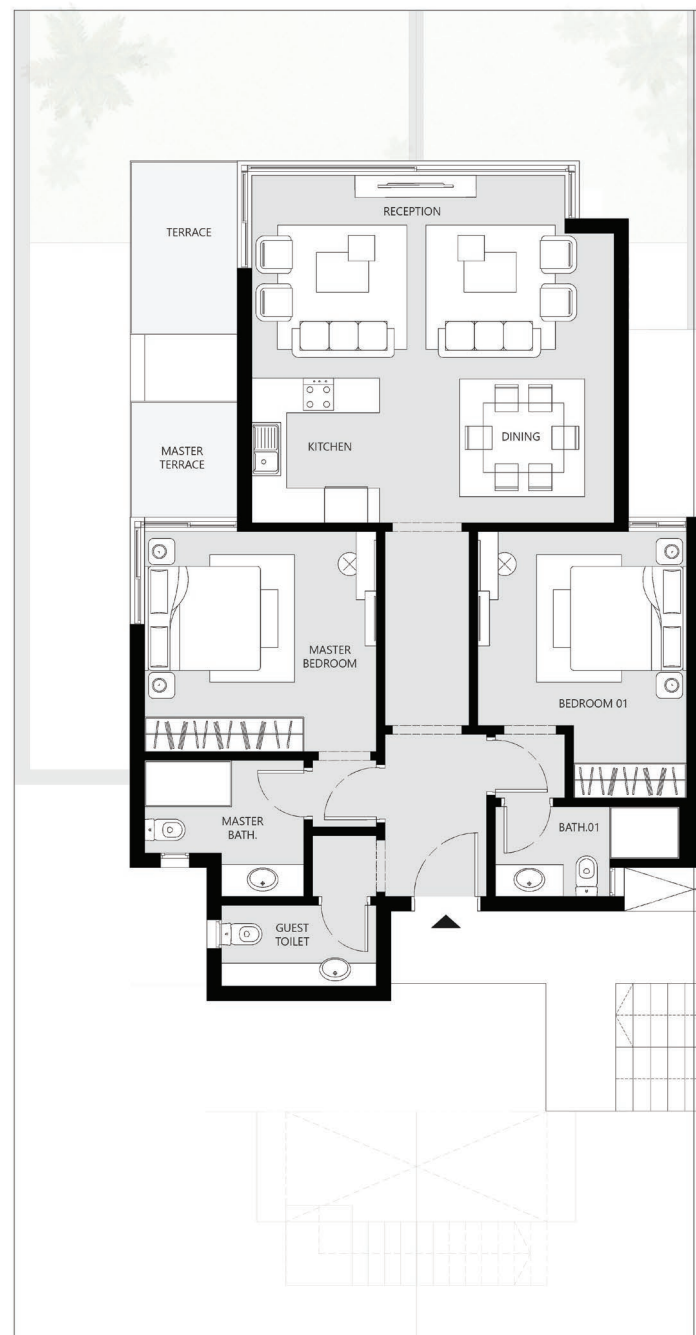 RECEPTION
TERRACE
DINING
KITCHEN
MASTER
TERRACE
MASTER
BEDROOM
BEDROOM 01
MASTER
BATH.
BATH.01
GUEST
TOILET